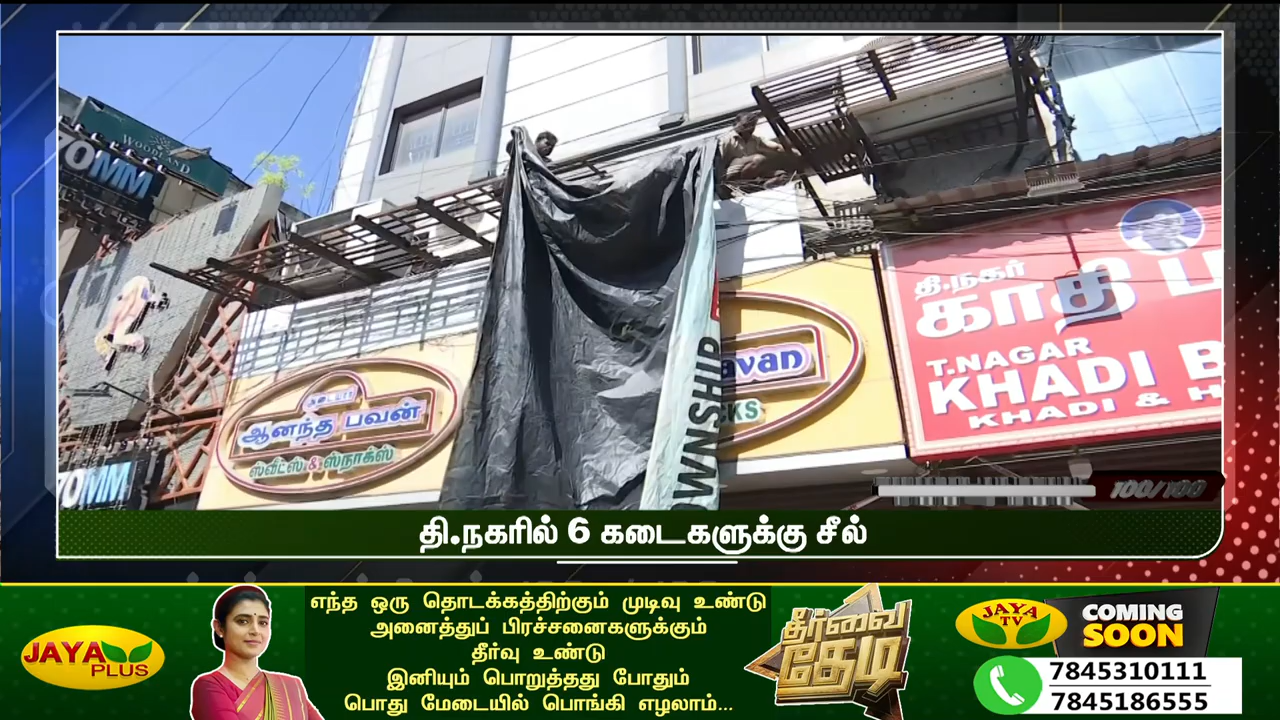 WOODLAND
70MM
70MM
அடையார்
ஆனந்த பவன்
ஸ்வீட்ஸ் & ஸ்நாக்ஸ்
OWNSHIP
avan
KS
தி.நகர்
காதி
T.NAGAR
KHADI B
KHADI & H
100/100
தி.நகரில் 6 கடைகளுக்கு சீல்
JAYA PLUS
எந்த ஒரு தொடக்கத்திற்கும் முடிவு உண்டு
அனைத்துப் பிரச்சனைகளுக்கும்
தீர்வு உண்டு
இனியும் பொறுத்தது போதும்
பொது மேடையில் பொங்கி எழலாம்...
தீர்வை
தேடி
JAYA
TV
COMING
SOON
7845310111
7845186555